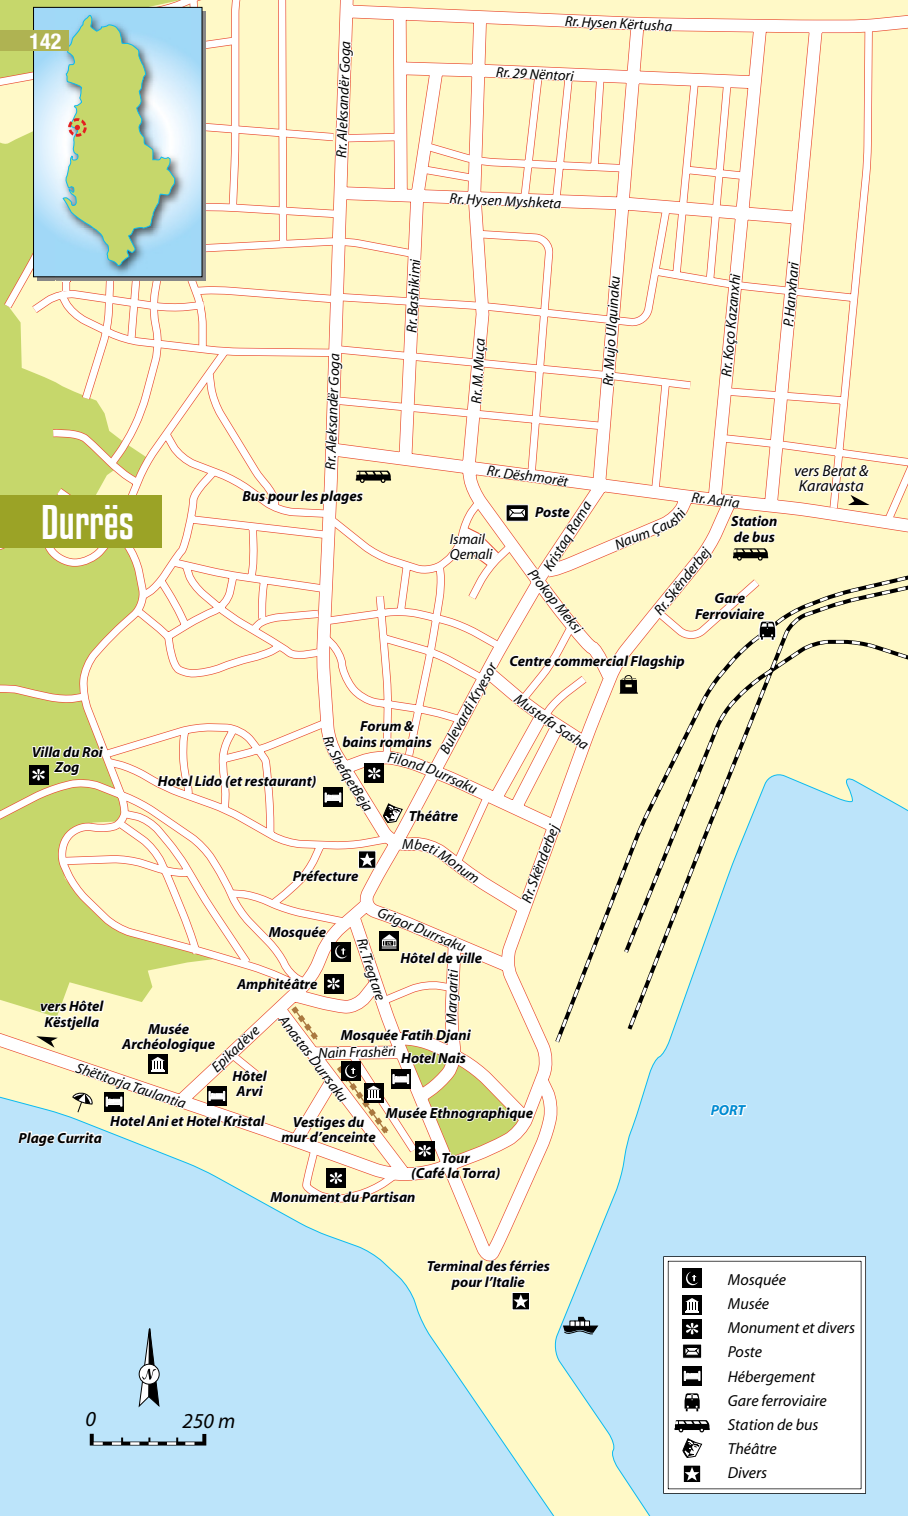 142
Rr. Hysen Kërtusha
Rr. 29 Nëntori
Rr. Aleksandër Goga
Rr. Hysen Myshketa
Rr. Bashikimi
Rr. M. Muça
Rr. Mujo Ulquinaku
Rr. Koço Kazanxhi
P. Hanxhari
Rr. Aleksandër Goga
Rr. Dëshmorët
vers Berat &
Karavasta
Rr. Adria
Bus pour les plages
Durrës
Poste
Kristaq Rama
Naum Çaushi
Station
de bus
Ismail
Qemali
Prokop Meksi
Rr. Skënderbej
Gare
Ferroviaire
Centre commercial Flagship
Bulevardi Kryesor
Mustafa Sasha
Forum &
bains romains
Villa du Roi
Zog
Rr. Shefqet Beja
Filond Durrsaku
Hotel Lido (et restaurant)
Théâtre
Mbeti Monum
Rr. Skënderbej
Préfecture
Grigor Durrsaku
Mosquée
Rr. Tregtare
Hôtel de ville
Amphitéâtre
Margariti
vers Hôtel
Këstjella
Musée
Archéologique
Epikadëve
Anastas Durrsaku
Mosquée Fatih Djani
Nain Frashëri
Hotel Nais
Shëtitorja Taulantia
Hôtel
Arvi
Musée Ethnographique
PORT
Hotel Ani et Hotel Kristal
Vestiges du
mur d'enceinte
Plage Currita
Tour
(Café la Torra)
Monument du Partisan
Terminal des férries
pour l'Italie
N
0 250 m
Mosquée
Musée
Monument et divers
Poste
Hébergement
Gare ferroviaire
Station de bus
Théâtre
Divers